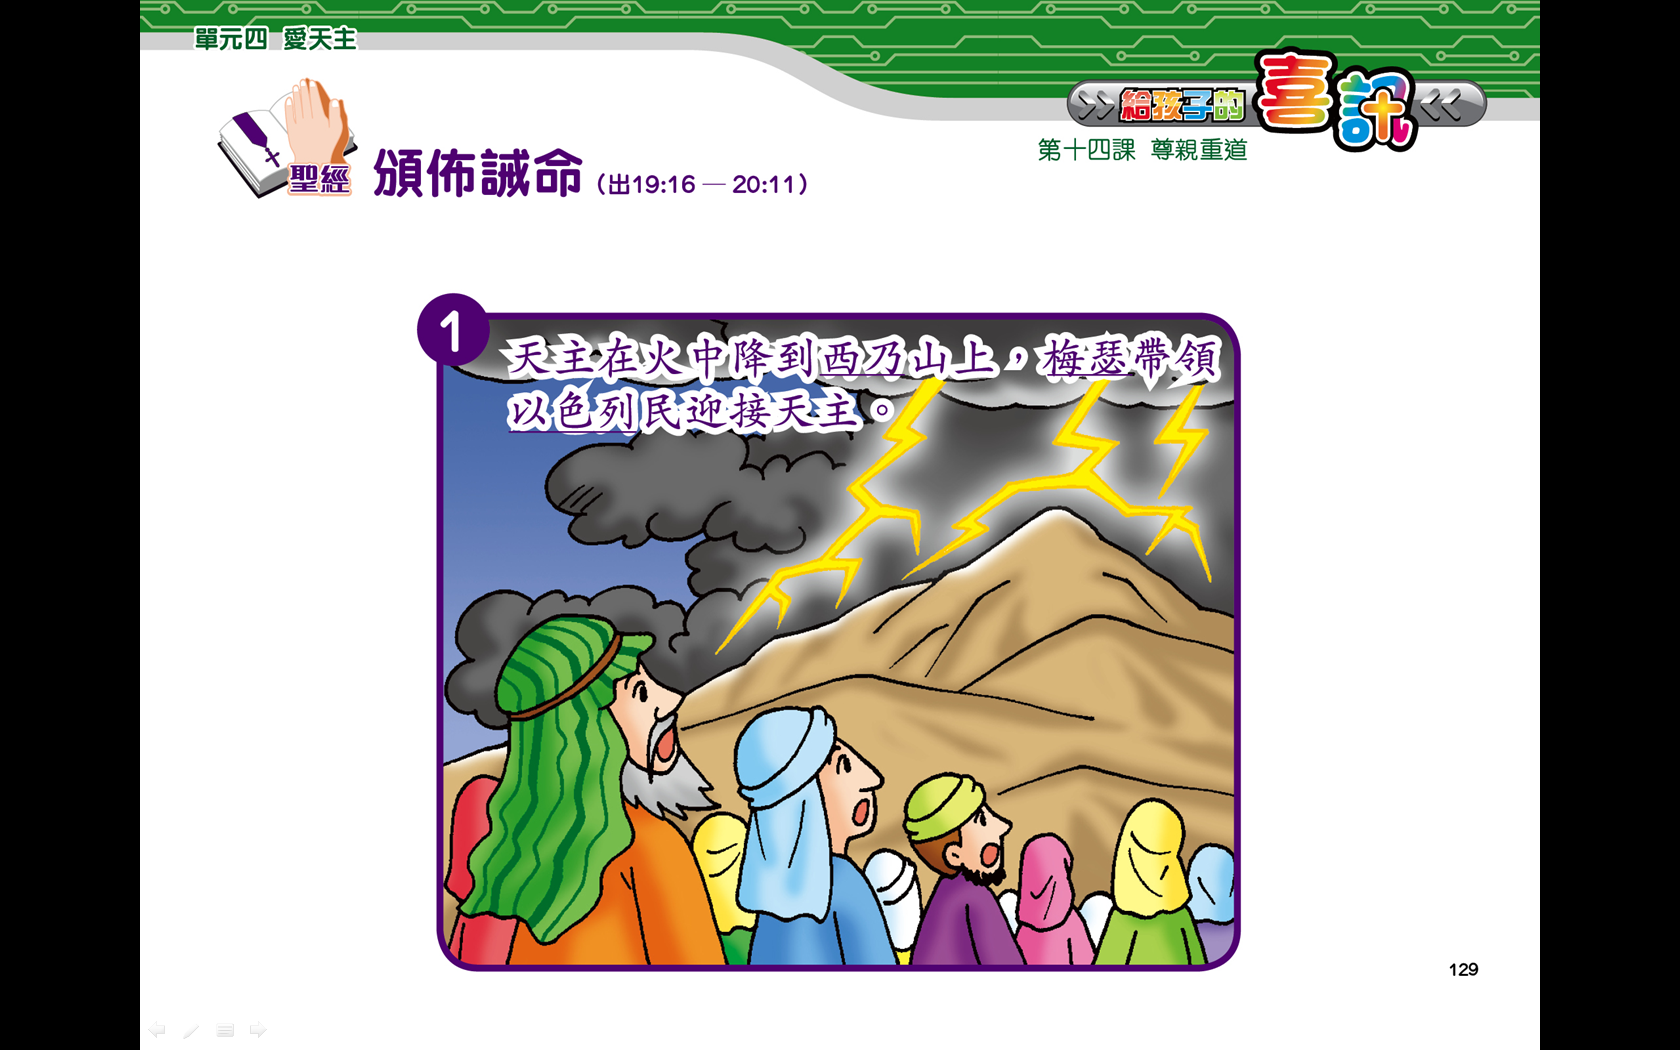 單元四 愛天主
給孩子的喜訊
第十四課 尊親重道
聖經
頒佈誡命（出19:16 — 20:11）
1
天主在火中降到西乃山上，梅瑟帶領
以色列民迎接天主。
129